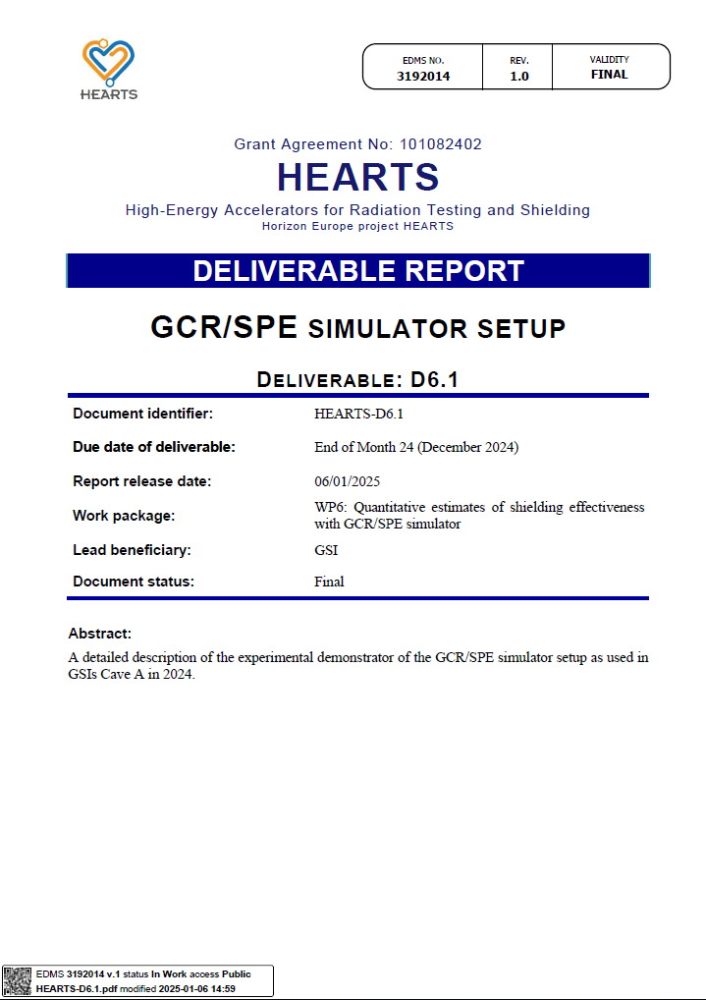 HEARTS
EDMS NO.
3192014
REV.
1.0
VALIDITY
FINAL
Grant Agreement No: 101082402
HEARTS
High-Energy Accelerators for Radiation Testing and Shielding
Horizon Europe project HEARTS
DELIVERABLE REPORT
GCR/SPE SIMULATOR SETUP
DELIVERABLE: D6.1
Document identifier: HEARTS-D6.1
Due date of deliverable: End of Month 24 (December 2024)
Report release date: 06/01/2025
Work package: WP6: Quantitative estimates of shielding effectiveness
with GCR/SPE simulator
Lead beneficiary: GSI
Document status: Final
Abstract:
A detailed description of the experimental demonstrator of the GCR/SPE simulator setup as used in
GSIs Cave A in 2024.
EDMS 3192014 v.1 status In Work access Public
HEARTS-D6.1.pdf modified 2025-01-06 14:59